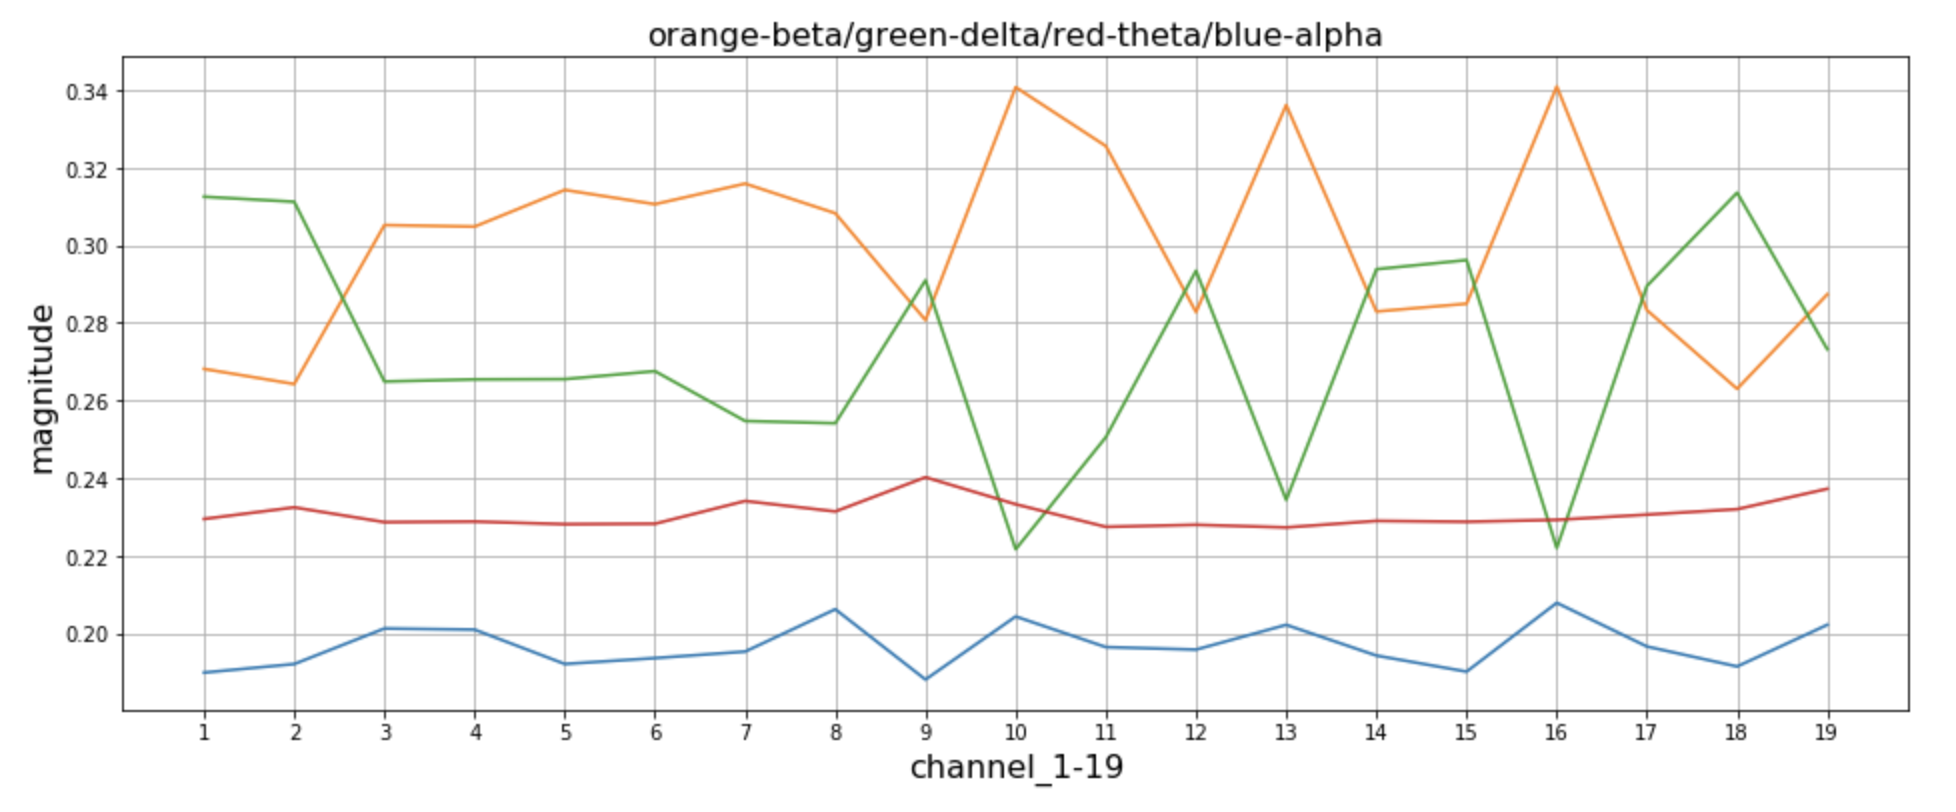 orange-beta/green-delta/red-theta/blue-alpha
0.34
0.32
0.30
0.28
0.26
0.24
0.22
0.20
magnitude
1 2 3 4 5 6 7 8 9 10 11 12 13 14 15 16 17 18 19
channel_1-19